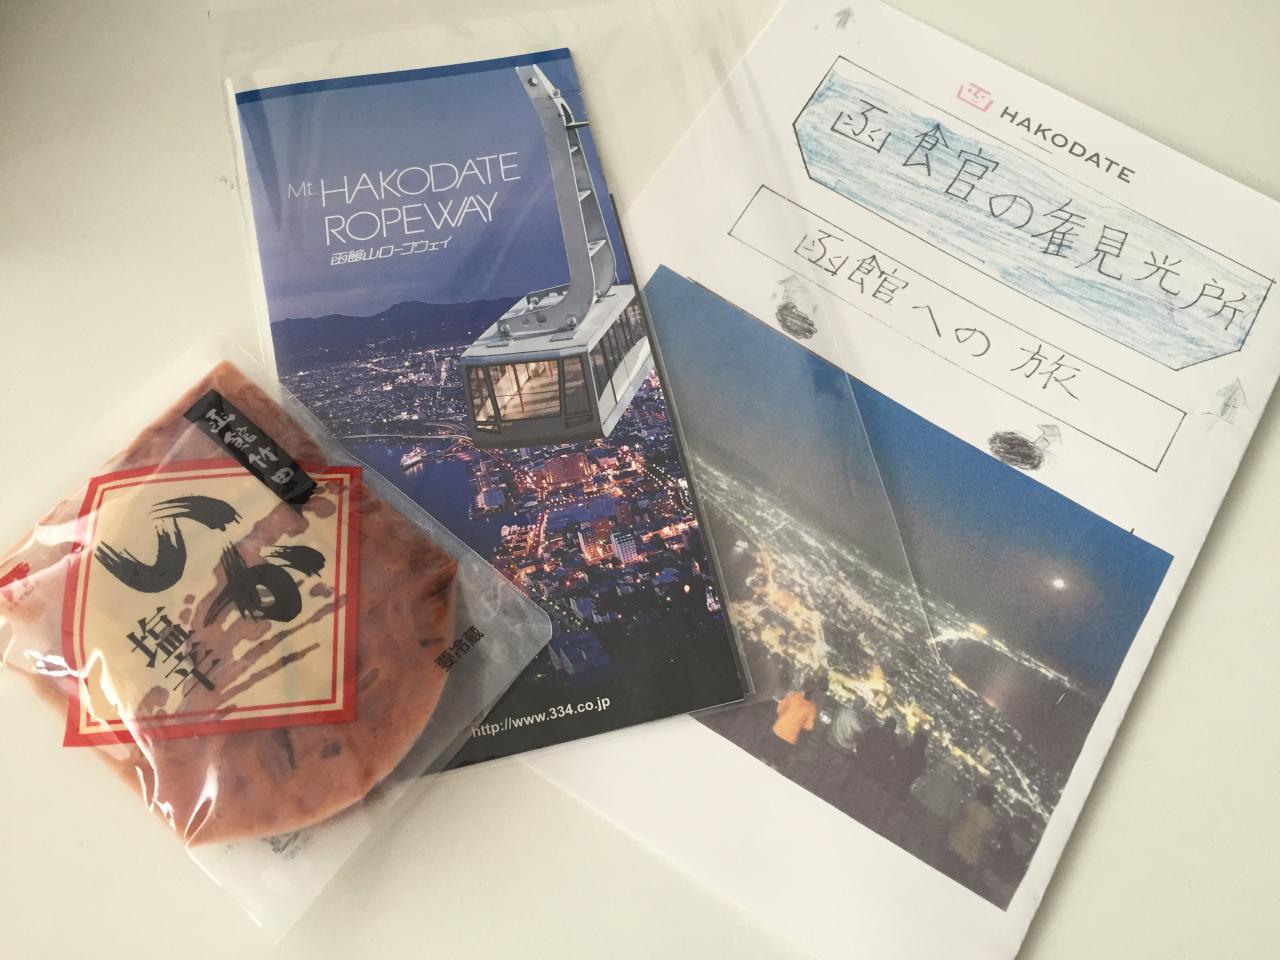 Mt. HAKODATE
ROPEWAY
函館山ロープウェイ
http://www.334.co.jp
HAKODATE
函館の観光所
函館への旅
函館竹田
いか
塩辛
要冷蔵